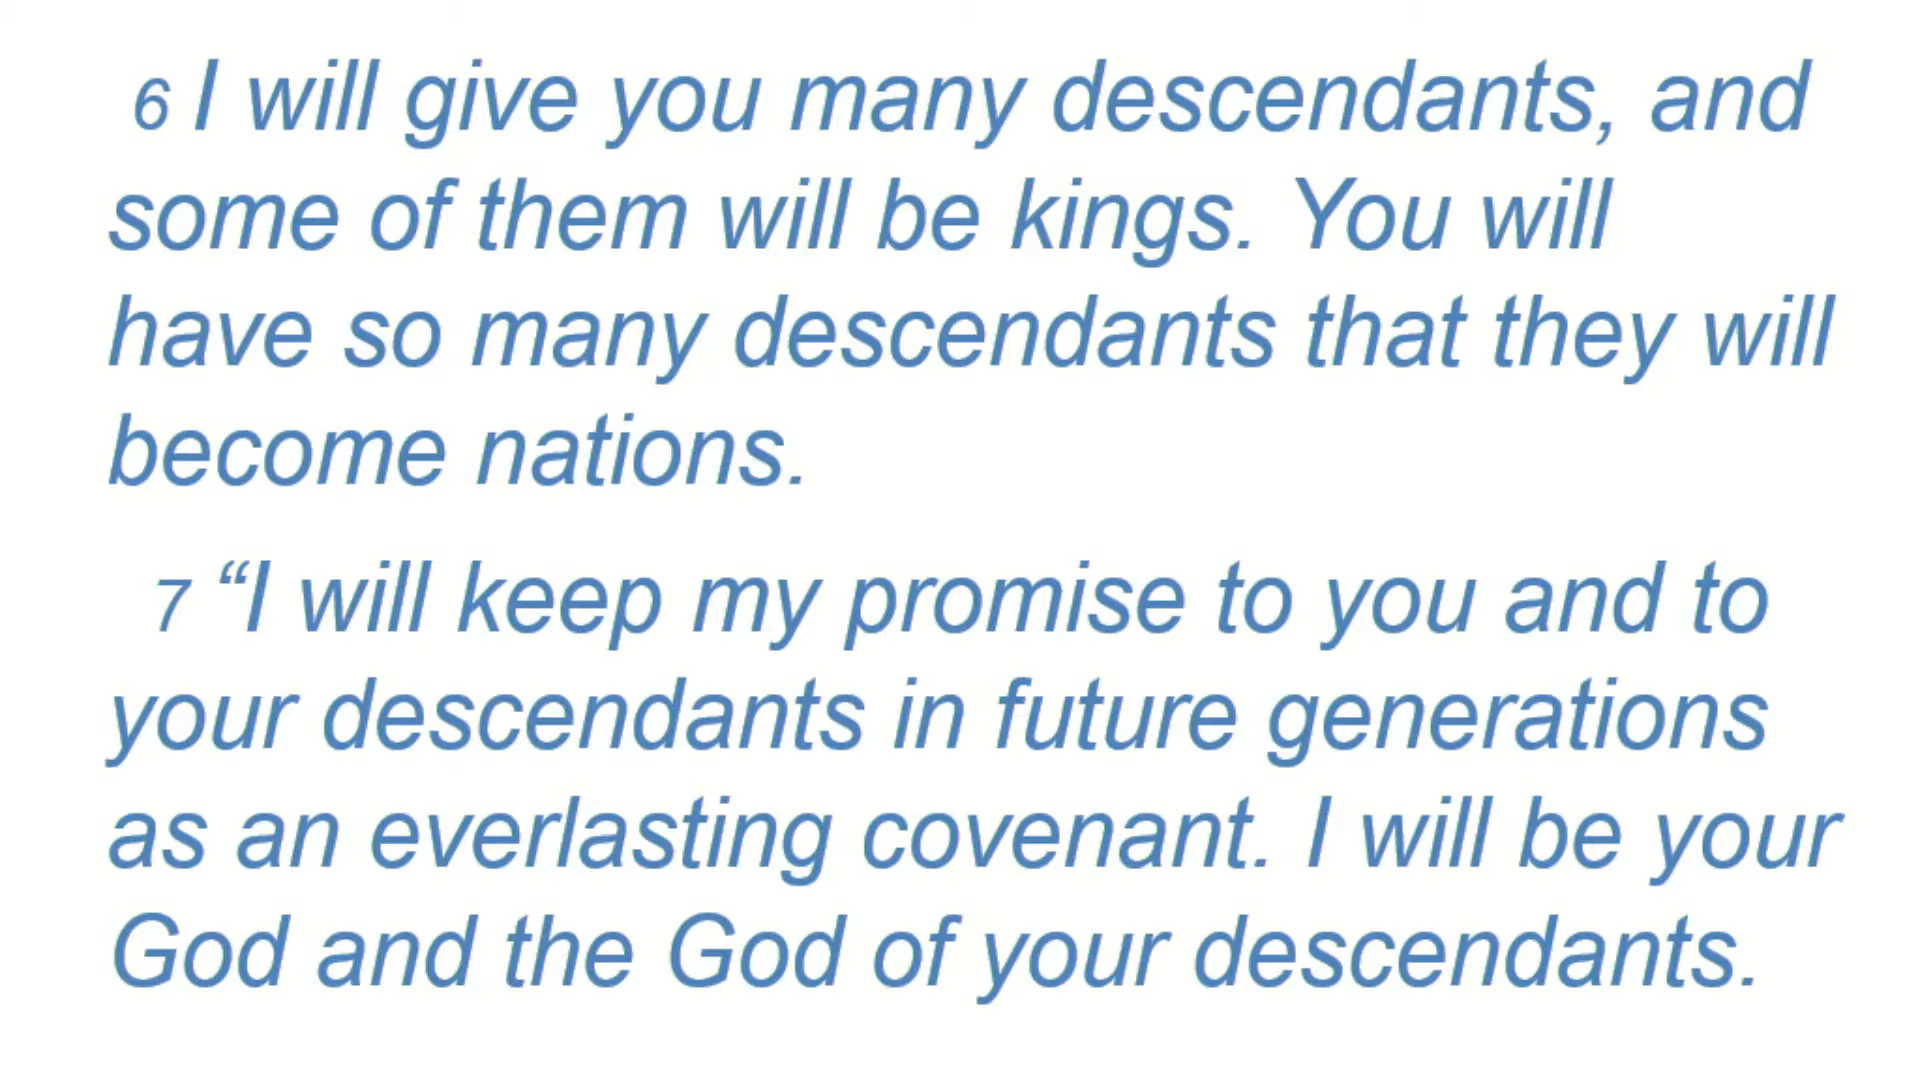 6 I will give you many descendants, and
some of them will be kings. You will
have so many descendants that they will
become nations.
7 “I will keep my promise to you and to
your descendants in future generations
as an everlasting covenant. I will be your
God and the God of your descendants.